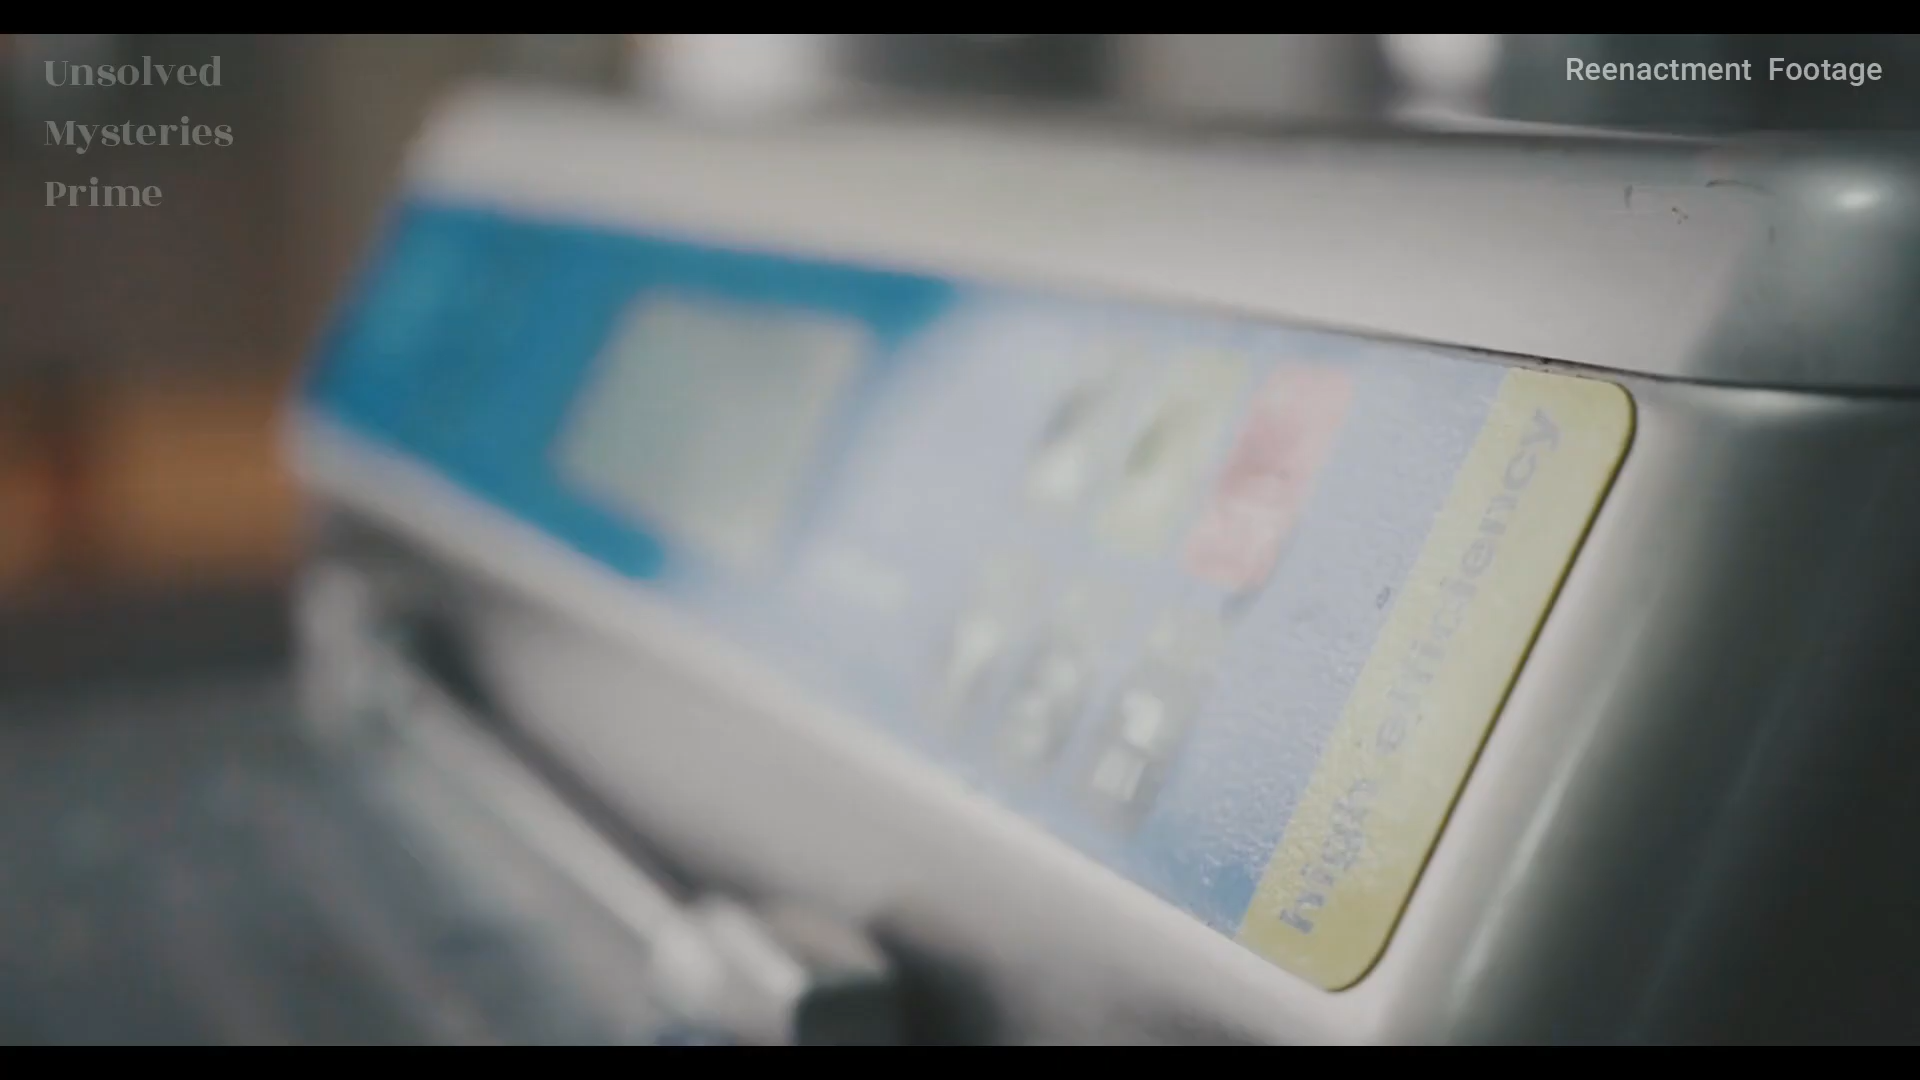 Unsolved
Mysteries
Prime
Reenactment Footage
high efficiency